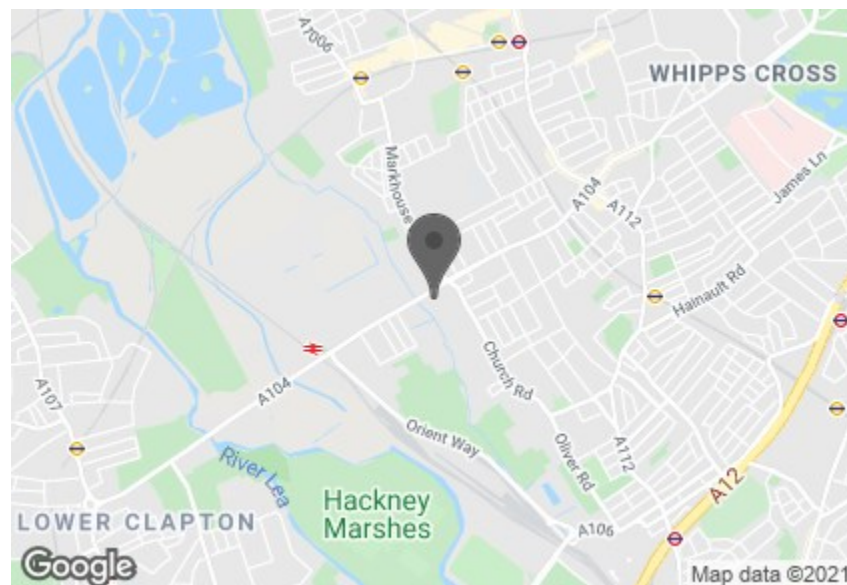 A7006
WHIPPS CROSS
Markhouse
A104
James Ln
A112
Hainault Rd
A104
A107
Church Rd
Orient Way
Oliver Rd
A112
A12
River Lea
Hackney
Marshes
LOWER CLAPTON
A106
Google
Map data ©2021